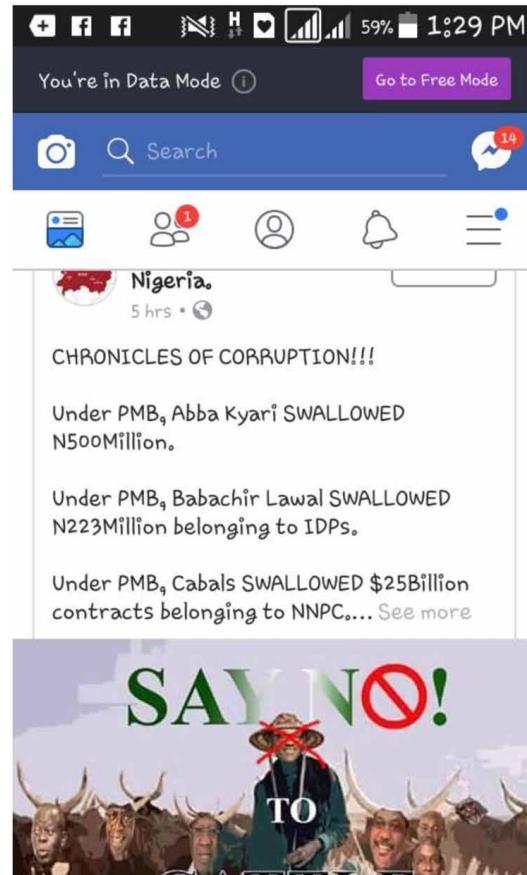 H
59%
1:29 PM
You're in Data Mode
Go to Free Mode
Search
14
1
Nigeria.
5 hrs •
CHRONICLES OF CORRUPTION!!!
Under PMB, Abba Kyari SWALLOWED
N500Million.
Under PMB, Babachir Lawal SWALLOWED
N223Million belonging to IDPs.
Under PMB, Cabals SWALLOWED $25Billion
contracts belonging to NNPC.... See more
SAY NO!
TO